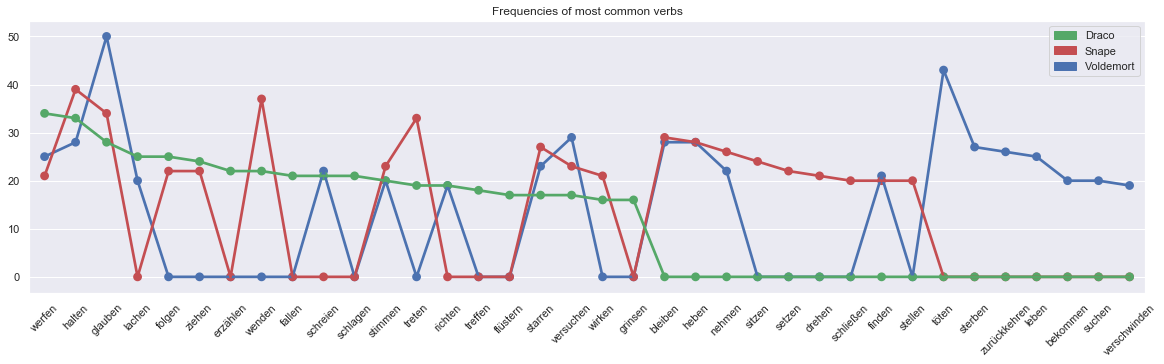 Frequencies of most common verbs
Draco
Snape
Voldemort
50
40
30
20
10
0
werfen
halten
glauben
lachen
folgen
ziehen
erzählen
wenden
fallen
schreien
schlagen
stimmen
treten
richten
treffen
flüstern
starren
versuchen
wirken
grinsen
bleiben
heben
nehmen
sitzen
setzen
drehen
schließen
finden
stellen
töten
sterben
zurückkehren
leben
bekommen
suchen
verschwinden